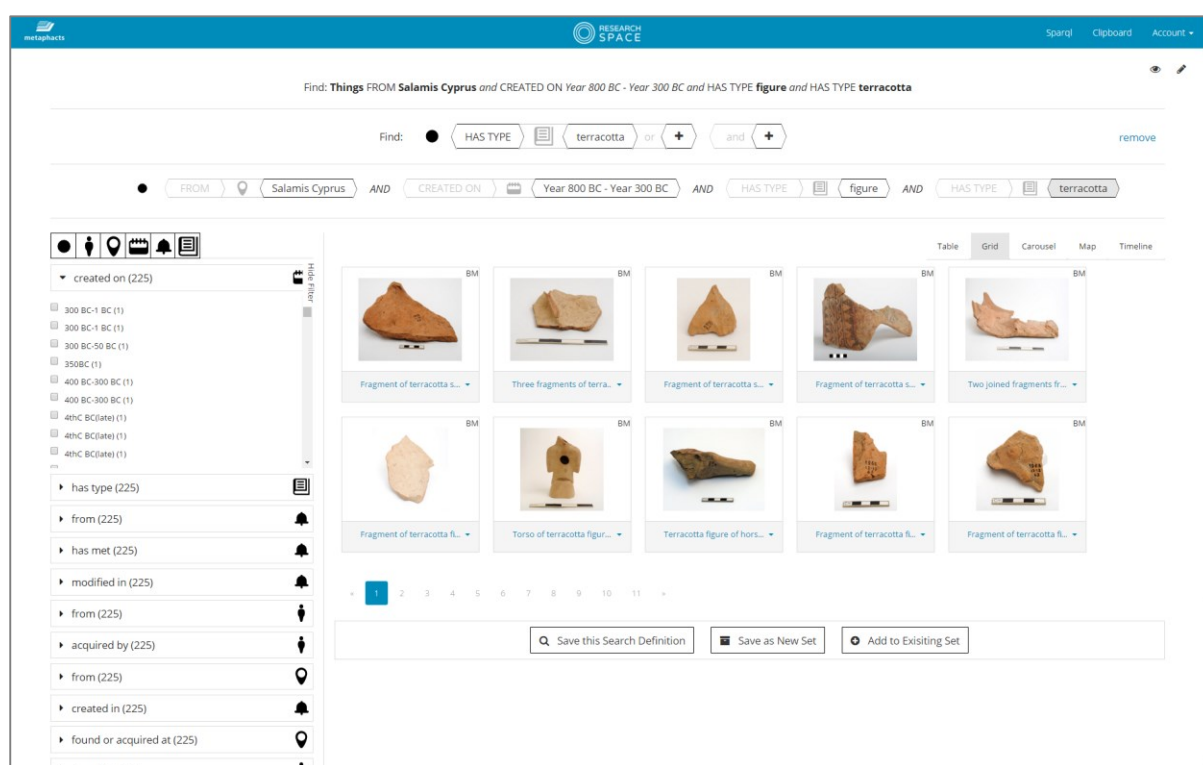 metaphacts
RESEARCH
SPACE
Sparql Clipboard Account
Find: Things FROM Salamis Cyprus and CREATED ON Year 800 BC - Year 300 BC and HAS TYPE figure and HAS TYPE terracotta
Find: HAS TYPE terracotta or + and + remove
FROM Salamis Cyprus AND CREATED ON Year 800 BC - Year 300 BC AND HAS TYPE figure AND HAS TYPE terracotta
Table Grid Carousel Map Timeline
Hide Filter
created on (225)
300 BC-1 BC (1)
300 BC-1 BC (1)
300 BC-50 BC (1)
350BC (1)
400 BC-300 BC (1)
400 BC-300 BC (1)
4thC BC(late) (1)
4thC BC(late) (1)
4thC BC(late) (1)
has type (225)
from (225)
has met (225)
modified in (225)
from (225)
acquired by (225)
from (225)
created in (225)
found or acquired at (225)
BM BM BM BM BM
Fragment of terracotta s... Three fragments of terra... Fragment of terracotta s... Fragment of terracotta s... Two joined fragments fr...
BM BM BM BM BM
Fragment of terracotta fi... Torso of terracotta figur... Terracotta figure of hors... Fragment of terracotta fi... Fragment of terracotta fi...
« 1 2 3 4 5 6 7 8 9 10 11 »
Save this Search Definition Save as New Set Add to Exisiting Set